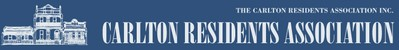 THE CARLTON RESIDENTS ASSOCIATION INC.
CARLTON RESIDENTS ASSOCIATION